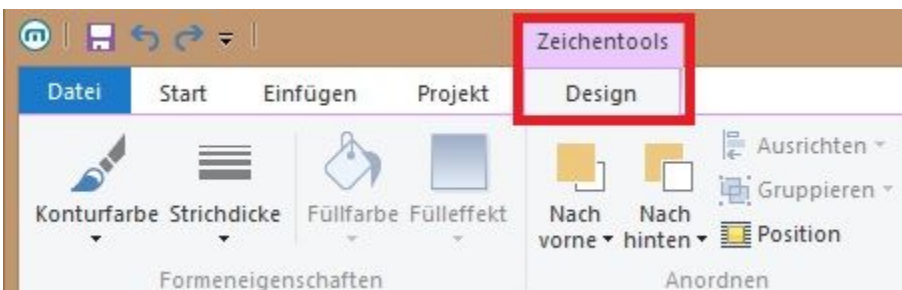 Zeichentools
Datei Start Einfügen Projekt Design
Ausrichten
Gruppieren
Konturfarbe Strichdicke Füllfarbe Fülleffekt Nach vorne Nach hinten Position
Formeneigenschaften Anordnen